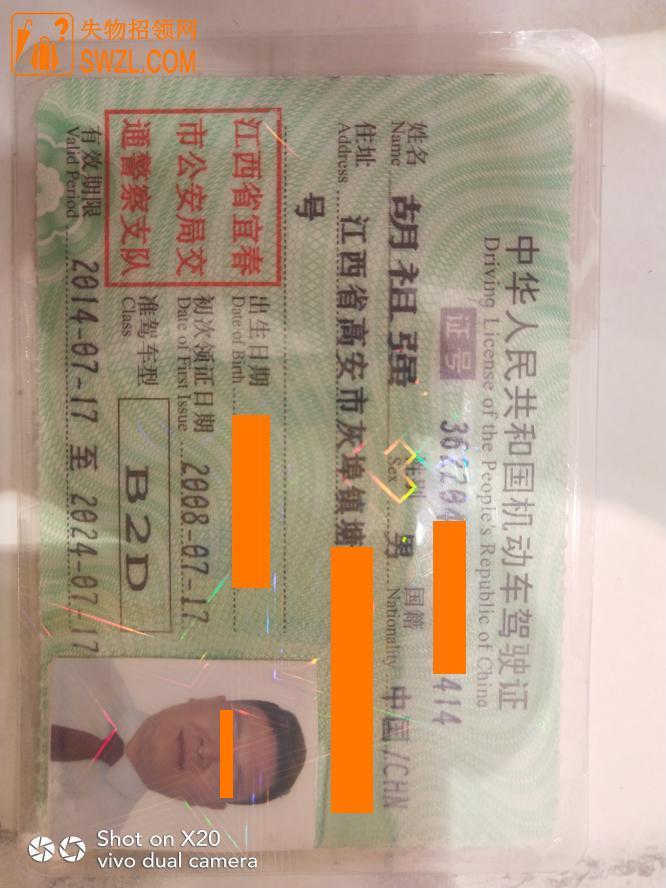 失物招领网
SWZL.COM
中华人民共和国机动车驾驶证
Driving License of the People's Republic of China
证号 362204 414
姓名 胡祖强 性别 男 国籍 中国/CHN
Name Sex Nationality
住址 江西省高安市灰埠镇塘
Address
号
江西省宜春
市公安局交
通警察支队
出生日期
Date of Birth
初次领证日期 2008-07-17
Date of First Issue
准驾车型 B2D
Class
有效期限 2014-07-17 至 2024-07-17
Valid Period
Shot on X20
vivo dual camera